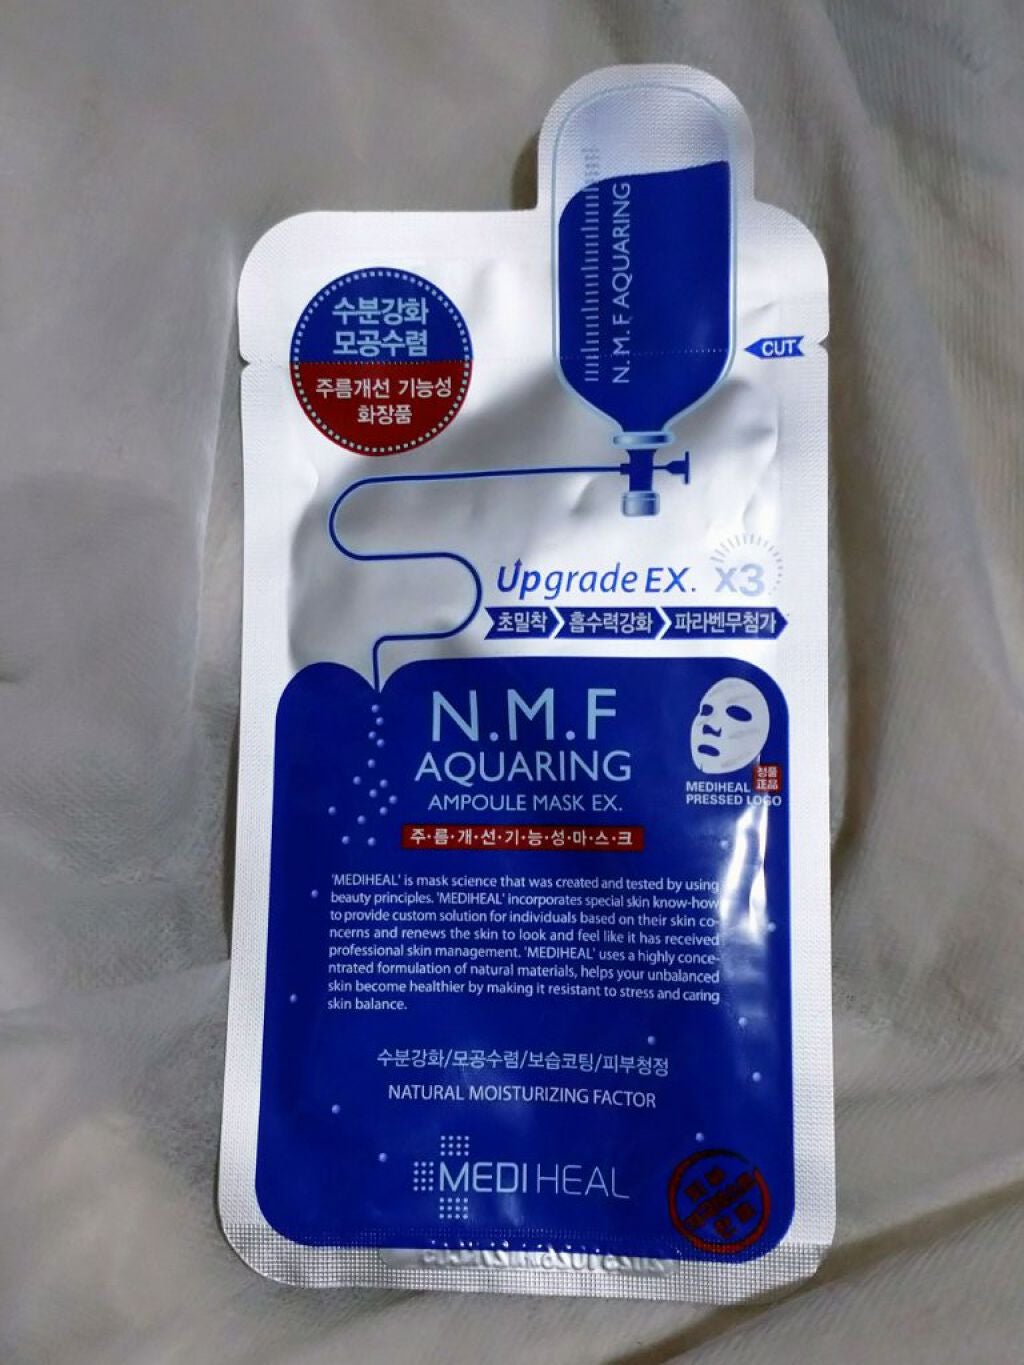 N.M.F AQUARING
수분강화
모공수렴
주름개선 기능성
화장품
CUT
Upgrade EX. x3
초밀착 흡수력강화 파라벤무첨가
N.M.F
AQUARING
AMPOULE MASK EX.
주·름·개·선·기·능·성·마·스·크
MEDIHEAL 정품 正品
PRESSED LOGO
'MEDIHEAL' is mask science that was created and tested by using
beauty principles. 'MEDIHEAL' incorporates special skin know-how
to provide custom solution for individuals based on their skin co-
ncerns and renews the skin to look and feel like it has received
professional skin management. 'MEDIHEAL' uses a highly conce-
ntrated formulation of natural materials, helps your unbalanced
skin become healthier by making it resistant to stress and caring
skin balance.
수분강화/모공수렴/보습코팅/피부청정
NATURAL MOISTURIZING FACTOR
MEDIHEAL